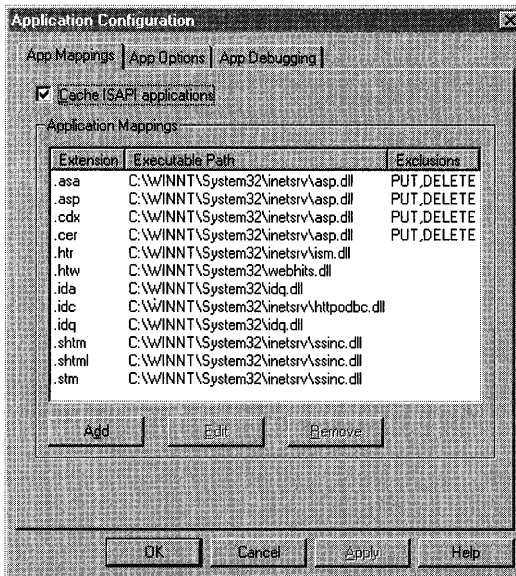 Application Configuration
App Mappings App Options App Debugging
Cache ISAPI applications
Application Mappings
Extension Executable Path Exclusions
.asa C:\WINNT\System32\inetsrv\asp.dll PUT,DELETE
.asp C:\WINNT\System32\inetsrv\asp.dll PUT,DELETE
.cdx C:\WINNT\System32\inetsrv\asp.dll PUT,DELETE
.cer C:\WINNT\System32\inetsrv\asp.dll PUT,DELETE
.htr C:\WINNT\System32\inetsrv\ism.dll
.htw C:\WINNT\System32\webhits.dll
.ida C:\WINNT\System32\idq.dll
.idc C:\WINNT\System32\inetsrv\httpodbc.dll
.idq C:\WINNT\System32\idq.dll
.shtm C:\WINNT\System32\inetsrv\ssinc.dll
.shtml C:\WINNT\System32\inetsrv\ssinc.dll
.stm C:\WINNT\System32\inetsrv\ssinc.dll
Add Edit Remove
OK Cancel Apply Help